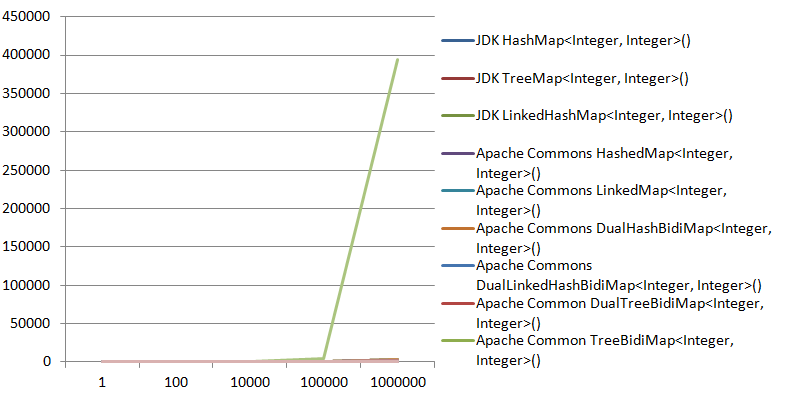 450000
400000
350000
300000
250000
200000
150000
100000
50000
0
1
100
10000
100000
1000000
JDK HashMap<Integer, Integer>()
JDK TreeMap<Integer, Integer>()
JDK LinkedHashMap<Integer, Integer>()
Apache Commons HashedMap<Integer,
Integer>()
Apache Commons LinkedMap<Integer,
Integer>()
Apache Commons DualHashBidiMap<Integer,
Integer>()
Apache Commons
DualLinkedHashBidiMap<Integer, Integer>()
Apache Common DualTreeBidiMap<Integer,
Integer>()
Apache Common TreeBidiMap<Integer,
Integer>()